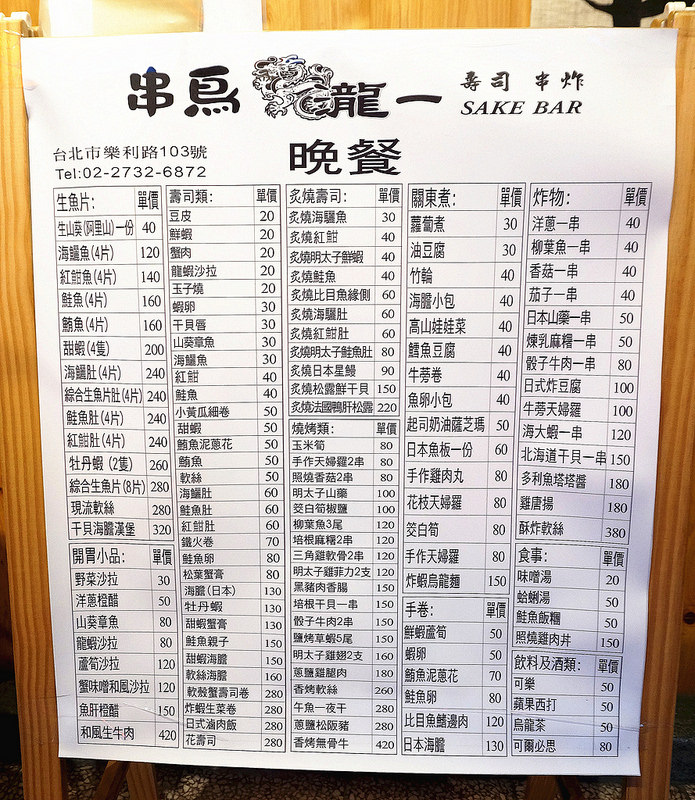 串鳥 龍一 壽司 串炸
SAKE BAR
台北市樂利路103號
Tel:02-2732-6872
晚餐
生魚片: 單價
生山葵(阿里山)一份 40
海鱺魚(4片) 120
紅魽魚(4片) 140
鮭魚(4片) 160
鮪魚(4片) 160
甜蝦(4隻) 200
海鱺肚(4片) 240
綜合生魚片肚(4片) 240
鮭魚肚(4片) 240
紅魽肚(4片) 240
牡丹蝦(2隻) 260
綜合生魚片(8片) 280
現流軟絲 280
干貝海膽漢堡 320
開胃小品: 單價
野菜沙拉 30
洋蔥橙醋 50
山葵章魚 80
龍蝦沙拉 80
蘆筍沙拉 120
蟹味噌和風沙拉 120
魚肝橙醋 150
和風生牛肉 420
壽司類: 單價
豆皮 20
鮮蝦 20
蟹肉 20
龍蝦沙拉 20
玉子燒 20
蝦卵 30
干貝唇 30
山葵章魚 30
海鱺魚 30
紅魽 40
鮭魚 40
小黃瓜細卷 50
甜蝦 50
鮪魚泥蔥花 50
鮪魚 50
軟絲 50
海鱺肚 60
鮭魚肚 60
紅魽肚 60
鐵火卷 70
鮭魚卵 80
松葉蟹膏 80
海膽(日本) 130
牡丹蝦 130
甜蝦蟹膏 130
鮭魚親子 150
甜蝦海膽 150
軟絲海膽 160
軟殼蟹壽司卷 280
炸蝦生菜卷 280
日式滷肉飯 280
花壽司 280
炙燒壽司: 單價
炙燒海鱺魚 30
炙燒紅魽 40
炙燒明太子鮮蝦 40
炙燒鮭魚 40
炙燒比目魚緣側 60
炙燒海鱺肚 60
炙燒紅魽肚 60
炙燒明太子鮭魚肚 80
炙燒日本星鰻 90
炙燒松露鮮干貝 150
炙燒法國鴨肝松露 220
燒烤類: 單價
玉米筍 80
手作天婦羅2串 80
照燒香菇2串 80
明太子山藥 100
筊白筍椒鹽 100
柳葉魚3尾 120
培根麻糬2串 120
三角雞軟骨2串 120
明太子雞菲力2支 120
黑豬肉香腸 150
培根干貝一串 150
骰子牛肉2串 150
鹽烤草蝦5尾 150
明太子雞翅2支 160
蔥鹽雞腿肉 180
香烤軟絲 260
午魚一夜干 280
蔥鹽松阪豬 280
香烤無骨牛 420
關東煮: 單價
蘿蔔煮 30
油豆腐 30
竹輪 40
海膽小包 40
高山娃娃菜 40
鱈魚豆腐 40
牛蒡卷 40
魚卵小包 40
起司奶油薩芝瑪 50
日本魚板一份 60
手作雞肉丸 80
花枝天婦羅 80
筊白筍 80
手作天婦羅 80
炸蝦烏龍麵 150
手卷: 單價
鮮蝦蘆筍 50
蝦卵 50
鮪魚泥蔥花 70
鮭魚卵 80
比目魚鰭邊肉 120
日本海膽 130
炸物: 單價
洋蔥一串 40
柳葉魚一串 40
香菇一串 40
茄子一串 40
日本山藥一串 50
煉乳麻糬一串 50
骰子牛肉一串 80
日式炸豆腐 100
牛蒡天婦羅 100
海大蝦一串 120
北海道干貝一串 150
多利魚塔塔醬 180
雞唐揚 180
酥炸軟絲 380
食事: 單價
味噌湯 20
蛤蜊湯 50
鮭魚飯糰 50
照燒雞肉丼 150
飲料及酒類: 單價
可樂 50
蘋果西打 50
烏龍茶 50
可爾必思 80